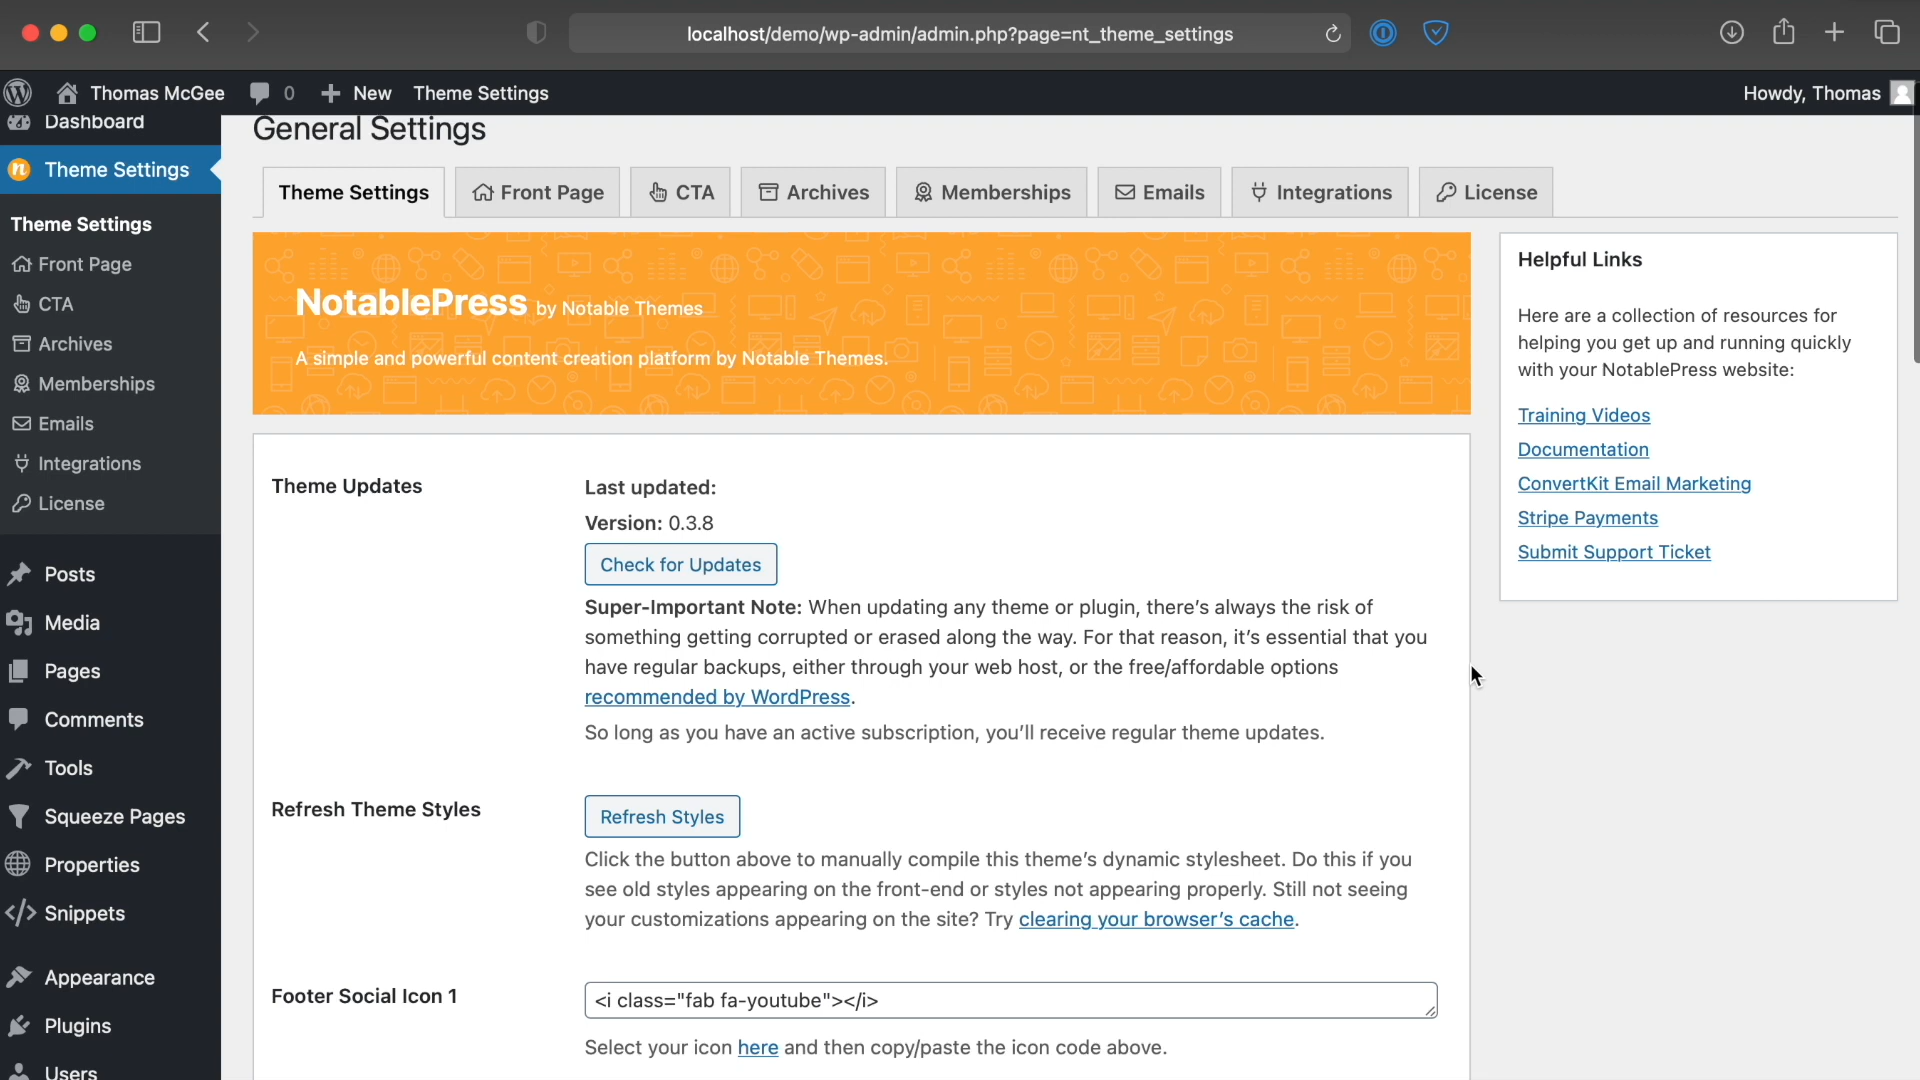 localhost/demo/wp-admin/admin.php?page=nt_theme_settings
Thomas McGee 0 New Theme Settings Howdy, Thomas
Dashboard
Theme Settings
Theme Settings
Front Page
CTA
Archives
Memberships
Emails
Integrations
License
Posts
Media
Pages
Comments
Tools
Squeeze Pages
Properties
Snippets
Appearance
Plugins
Users
General Settings
Theme Settings Front Page CTA Archives Memberships Emails Integrations License
NotablePress by Notable Themes
A simple and powerful content creation platform by Notable Themes.
Theme Updates
Last updated:
Version: 0.3.8
Check for Updates
Super-Important Note: When updating any theme or plugin, there’s always the risk of
something getting corrupted or erased along the way. For that reason, it’s essential that you
have regular backups, either through your web host, or the free/affordable options
recommended by WordPress.
So long as you have an active subscription, you’ll receive regular theme updates.
Refresh Theme Styles
Refresh Styles
Click the button above to manually compile this theme’s dynamic stylesheet. Do this if you
see old styles appearing on the front-end or styles not appearing properly. Still not seeing
your customizations appearing on the site? Try clearing your browser’s cache.
Footer Social Icon 1
<i class="fab fa-youtube"></i>
Select your icon here and then copy/paste the icon code above.
Helpful Links
Here are a collection of resources for
helping you get up and running quickly
with your NotablePress website:
Training Videos
Documentation
ConvertKit Email Marketing
Stripe Payments
Submit Support Ticket